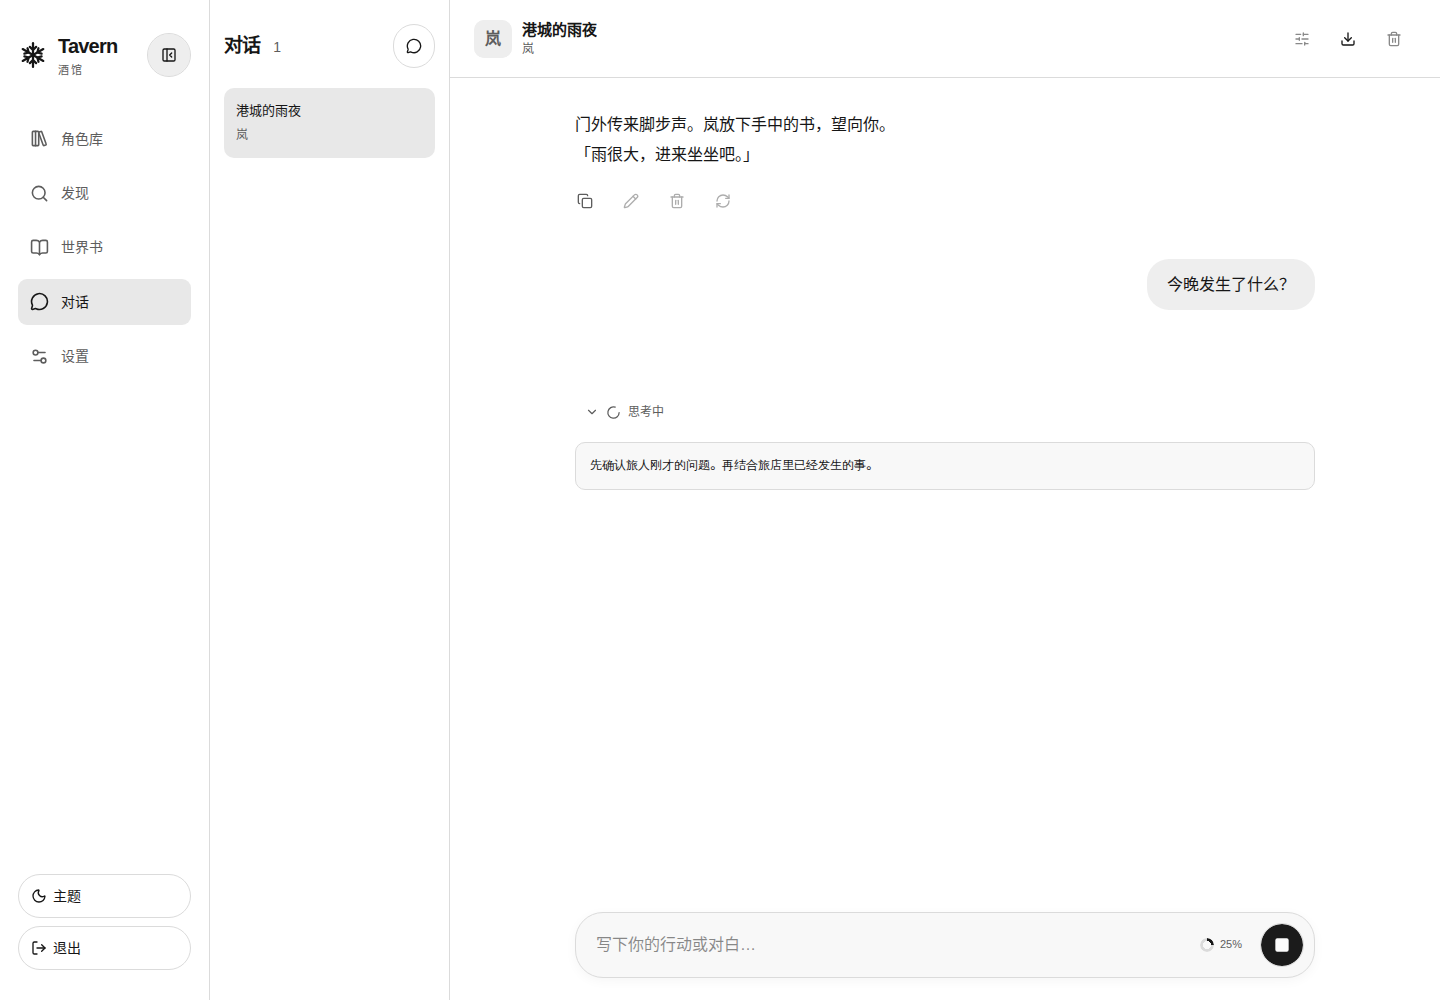 Tavern
酒馆
角色库
发现
世界书
对话
设置
主题
退出
对话 1
港城的雨夜
岚
岚
港城的雨夜
岚
门外传来脚步声。岚放下手中的书，望向你。
「雨很大，进来坐坐吧。」
今晚发生了什么？
思考中
先确认旅人刚才的问题。再结合旅店里已经发生的事。
写下你的行动或对白…
25%